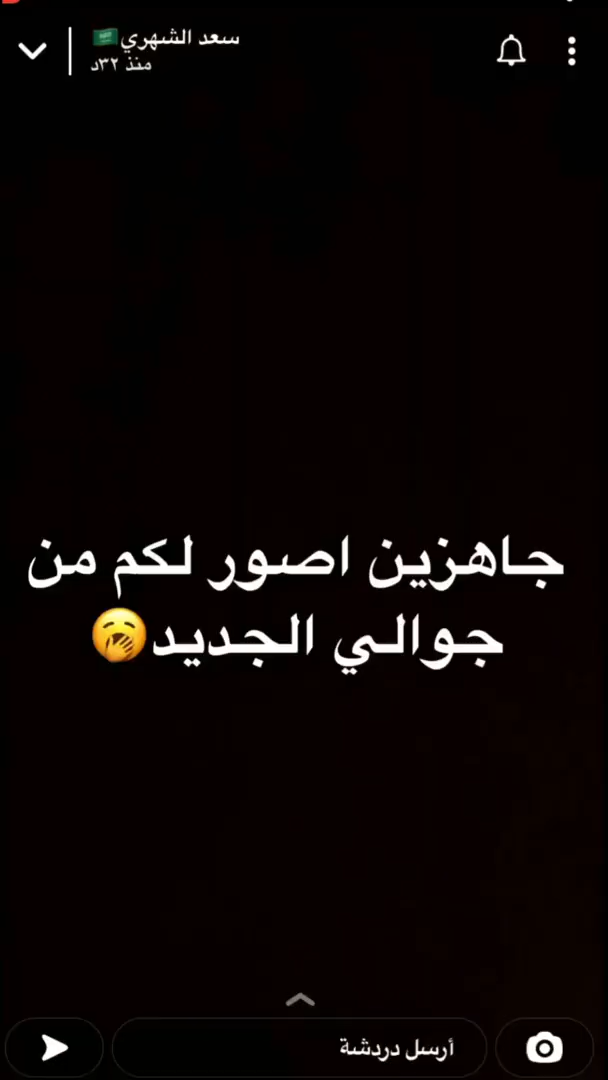 سعد الشهري🇸🇦
منذ ٣٢د
جاهزين اصور لكم من
جوالي الجديد🥱
أرسل دردشة